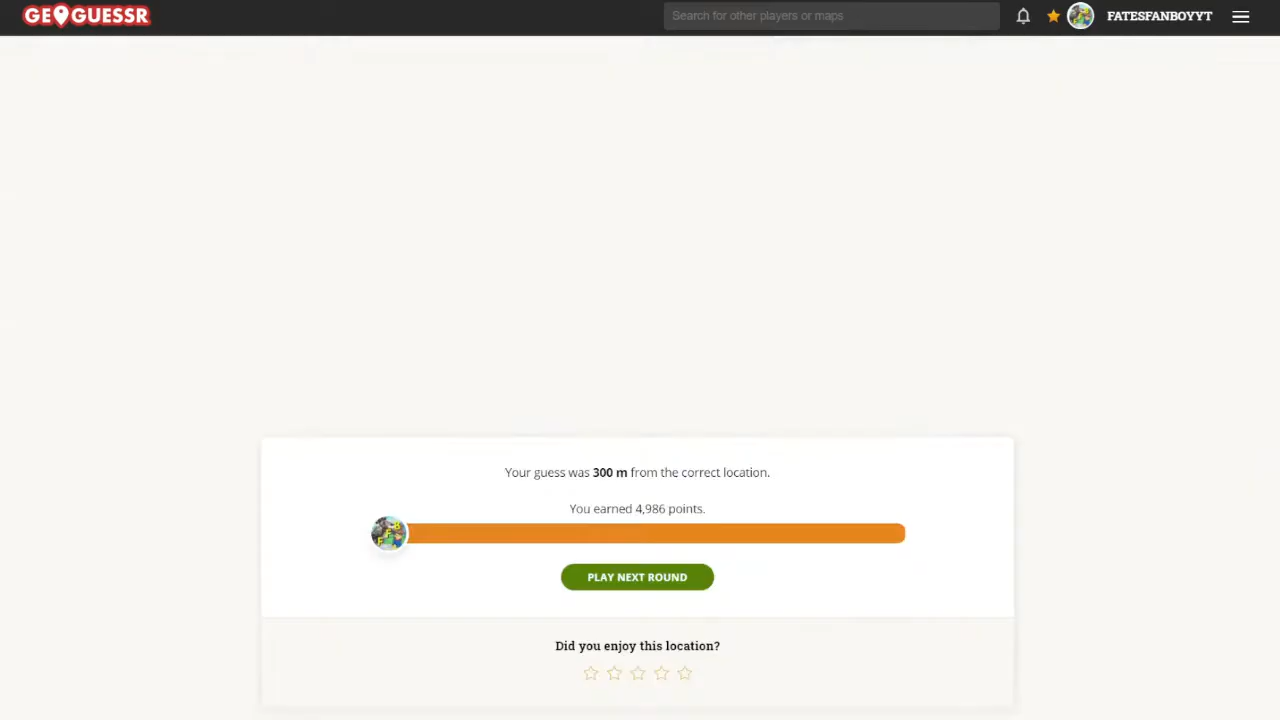 GEOGUESSR
Search for other players or maps
FATESFANBOYYT
Your guess was 300 m from the correct location.
You earned 4,986 points.
PLAY NEXT ROUND
Did you enjoy this location?